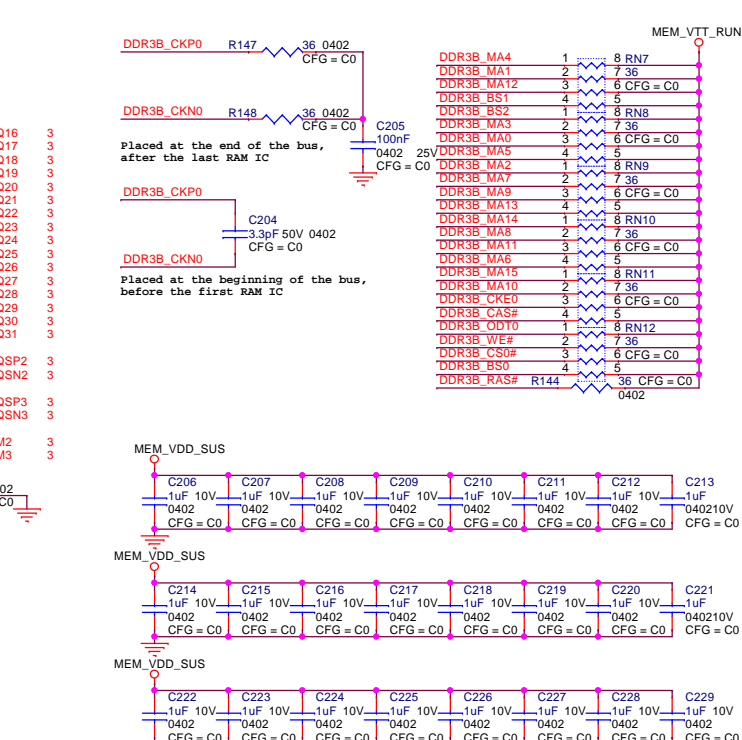 MEM_VTT_RUN
DDR3B_CKP0 R147 36 0402
CFG = C0
DDR3B_CKN0 R148 36 0402
CFG = C0
C205
100nF
0402 25V
CFG = C0
Placed at the end of the bus,
after the last RAM IC
DDR3B_CKP0
C204
3.3pF 50V 0402
CFG = C0
DDR3B_CKN0
Placed at the beginning of the bus,
before the first RAM IC
DDR3B_MA4 1 8 RN7
DDR3B_MA1 2 7 36
DDR3B_MA12 3 6 CFG = C0
DDR3B_BS1 4 5
DDR3B_BS2 1 8 RN8
DDR3B_MA3 2 7 36
DDR3B_MA0 3 6 CFG = C0
DDR3B_MA5 4 5
DDR3B_MA2 1 8 RN9
DDR3B_MA7 2 7 36
DDR3B_MA9 3 6 CFG = C0
DDR3B_MA13 4 5
DDR3B_MA14 1 8 RN10
DDR3B_MA8 2 7 36
DDR3B_MA11 3 6 CFG = C0
DDR3B_MA6 4 5
DDR3B_MA15 1 8 RN11
DDR3B_MA10 2 7 36
DDR3B_CKE0 3 6 CFG = C0
DDR3B_CAS# 4 5
DDR3B_ODT0 1 8 RN12
DDR3B_WE# 2 7 36
DDR3B_CS0# 3 6 CFG = C0
DDR3B_BS0 4 5
DDR3B_RAS# R144 36 CFG = C0
0402
Q16 3
Q17 3
Q18 3
Q19 3
Q20 3
Q21 3
Q22 3
Q23 3
Q24 3
Q25 3
Q26 3
Q27 3
Q28 3
Q29 3
Q30 3
Q31 3
QSP2 3
QSN2 3
QSP3 3
QSN3 3
M2 3
M3 3
02
C0
MEM_VDD_SUS
C206 C207 C208 C209 C210 C211 C212 C213
1uF 10V 1uF 10V 1uF 10V 1uF 10V 1uF 10V 1uF 10V 1uF 10V 1uF
0402 0402 0402 0402 0402 0402 0402 040210V
CFG = C0 CFG = C0 CFG = C0 CFG = C0 CFG = C0 CFG = C0 CFG = C0 CFG = C0
MEM_VDD_SUS
C214 C215 C216 C217 C218 C219 C220 C221
1uF 10V 1uF 10V 1uF 10V 1uF 10V 1uF 10V 1uF 10V 1uF 10V 1uF
0402 0402 0402 0402 0402 0402 0402 040210V
CFG = C0 CFG = C0 CFG = C0 CFG = C0 CFG = C0 CFG = C0 CFG = C0 CFG = C0
MEM_VDD_SUS
C222 C223 C224 C225 C226 C227 C228 C229
1uF 10V 1uF 10V 1uF 10V 1uF 10V 1uF 10V 1uF 10V 1uF 10V 1uF 10V
0402 0402 0402 0402 0402 0402 0402 0402
CFG = C0 CFG = C0 CFG = C0 CFG = C0 CFG = C0 CFG = C0 CFG = C0 CFG = C0